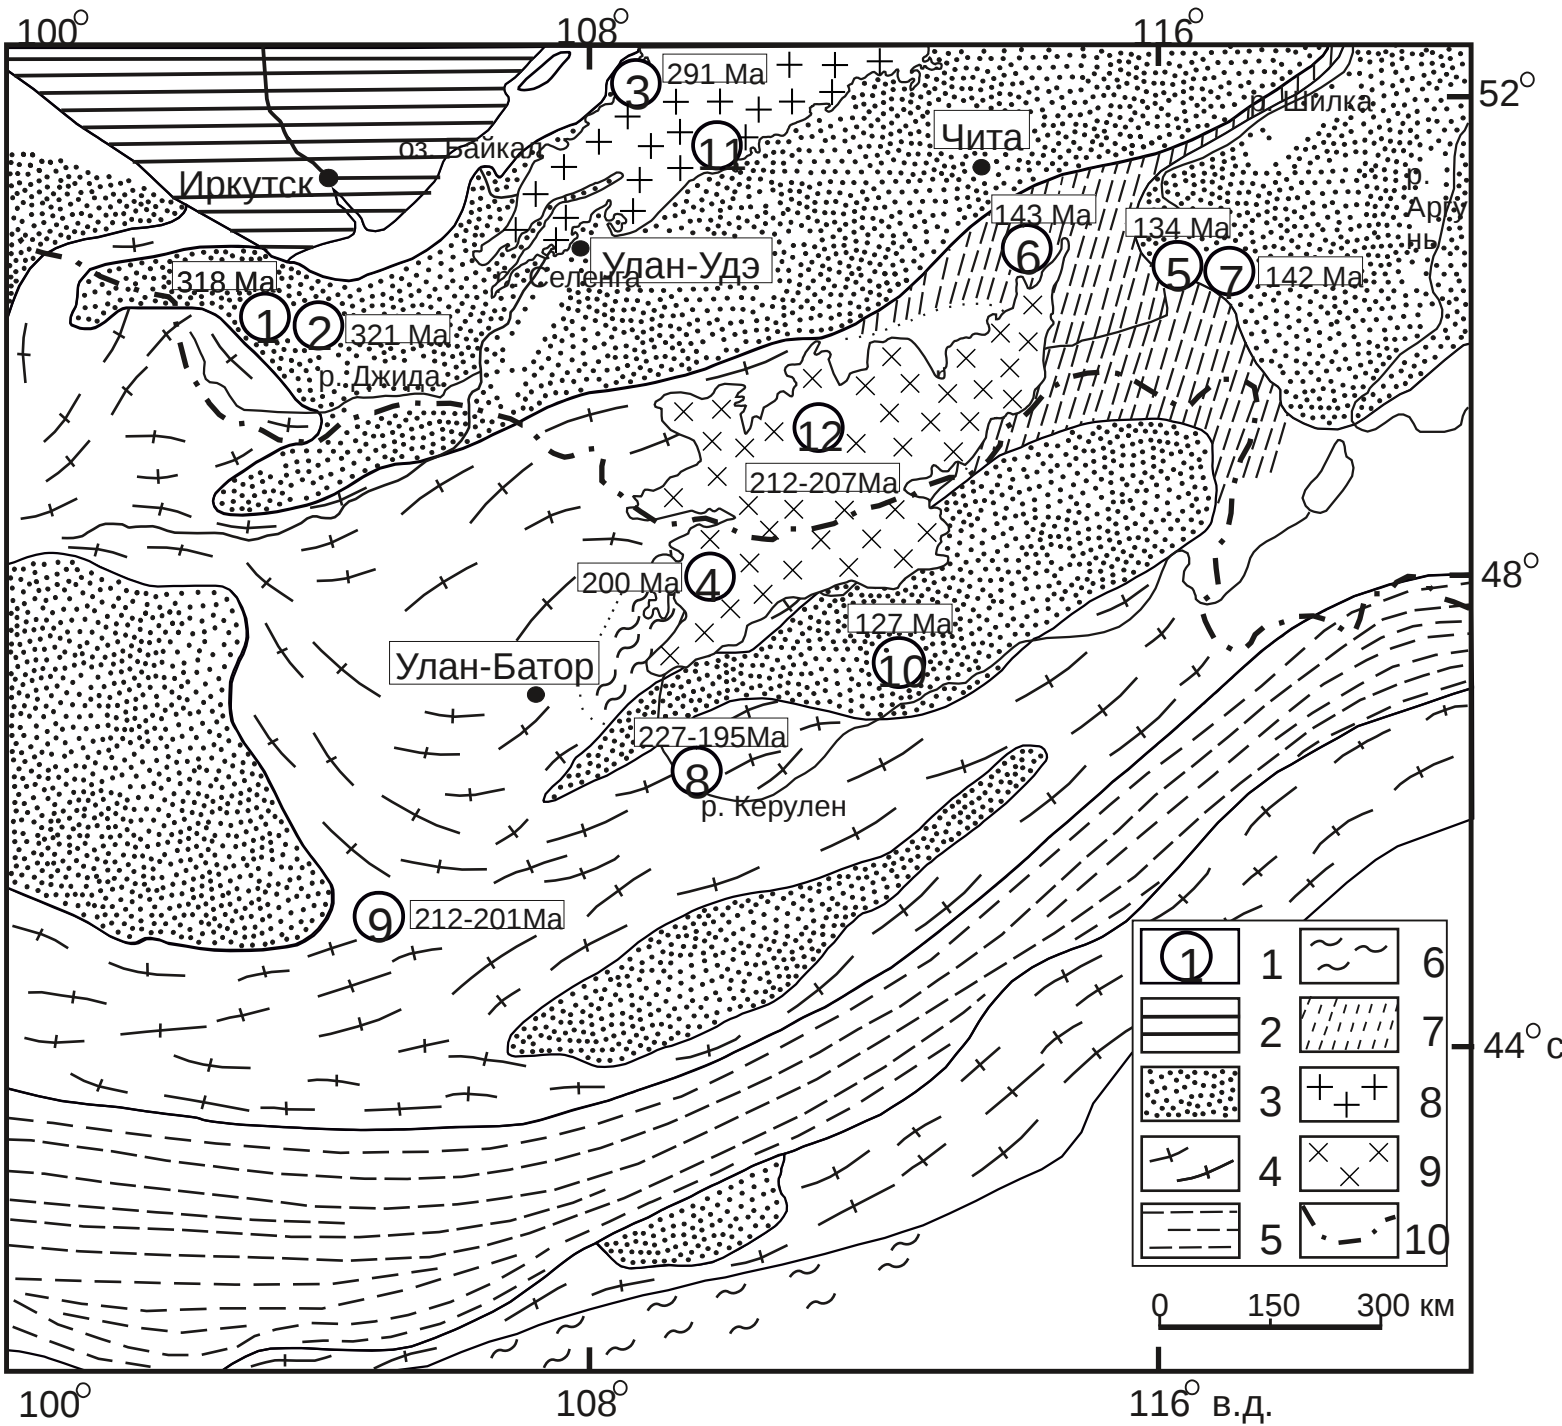 100°
108°
116°
3
291 Ma
52°
р. Шилка
Чита
11
оз. Байкал
Иркутск
р.
Аргу
нь
143 Ma
134 Ma
6
5
7
142 Ma
Улан-Удэ
р. Селенга
318 Ma
1
2
321 Ma
р. Джида
12
212-207Ma
200 Ma
4
48°
127 Ma
10
Улан-Батор
227-195Ma
8
р. Керулен
9
212-201Ma
1
1
6
2
7
44° с
3
8
4
9
5
10
0
150
300 км
100°
108°
116° в.д.